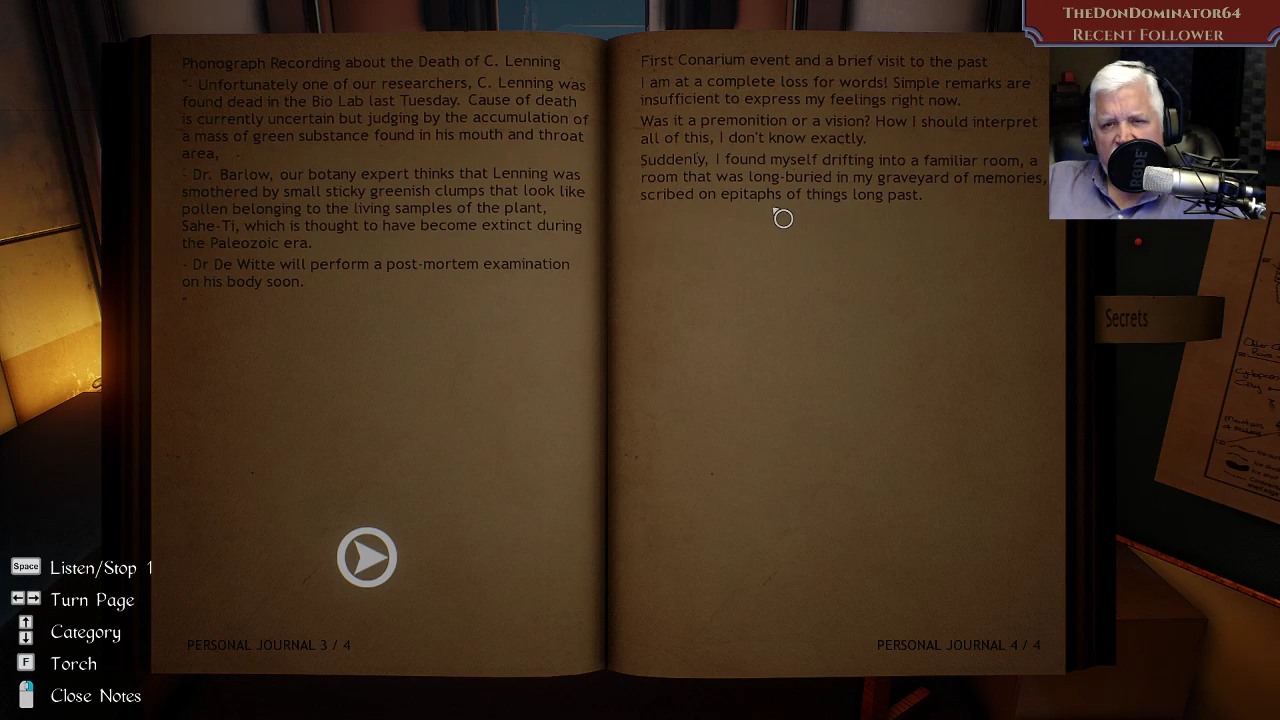 TheDonDominator64
Recent Follower
Phonograph Recording about the Death of C. Lenning
"- Unfortunately one of our researchers, C. Lenning was
found dead in the Bio Lab last Tuesday. Cause of death
is currently uncertain but judging by the accumulation of
a mass of green substance found in his mouth and throat
area,
- Dr. Barlow, our botany expert thinks that Lenning was
smothered by small sticky greenish clumps that look like
pollen belonging to the living samples of the plant,
Sahe-Ti, which is thought to have become extinct during
the Paleozoic era.
- Dr De Witte will perform a post-mortem examination
on his body soon.
"
PERSONAL JOURNAL 3 / 4
First Conarium event and a brief visit to the past
I am at a complete loss for words! Simple remarks are
insufficient to express my feelings right now.
Was it a premonition or a vision? How I should interpret
all of this, I don't know exactly.
Suddenly, I found myself drifting into a familiar room, a
room that was long-buried in my graveyard of memories,
scribed on epitaphs of things long past.
PERSONAL JOURNAL 4 / 4
RODE
Secrets
Space Listen/Stop 1
Turn Page
Category
F Torch
Close Notes